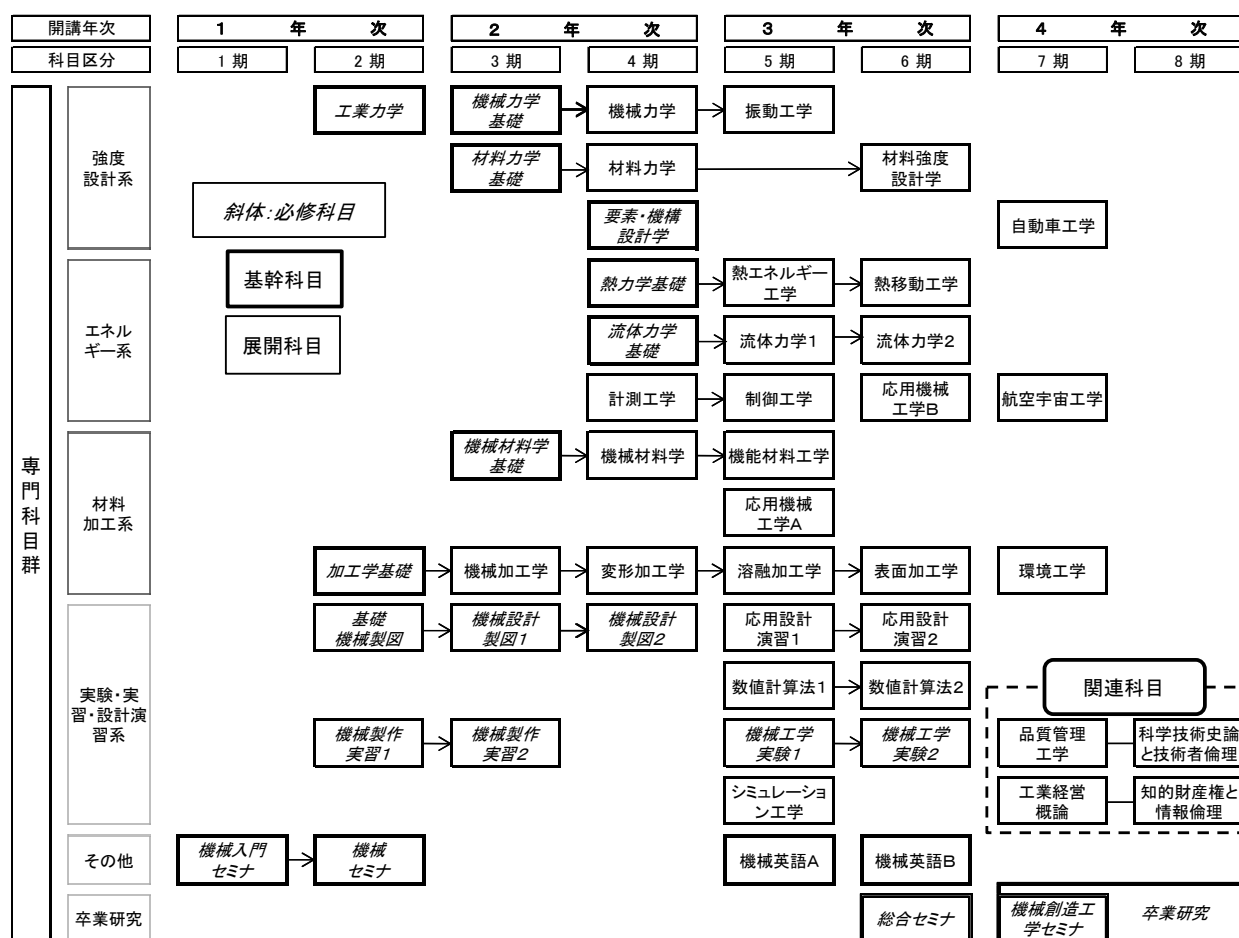 開講年次
1 年 次
2 年 次
3 年 次
4 年 次
科目区分
1 期
2 期
3 期
4 期
5 期
6 期
7 期
8 期
専門科目群
強度
設計系
工業力学
機械力学
基礎
機械力学
振動工学
材料力学
基礎
材料力学
材料強度
設計学
斜体:必修科目
要素・機構
設計学
自動車工学
基幹科目
展開科目
エネル
ギー系
熱力学基礎
熱エネルギー
工学
熱移動工学
流体力学
基礎
流体力学1
流体力学2
計測工学
制御工学
応用機械
工学B
航空宇宙工学
材料
加工系
機械材料学
基礎
機械材料学
機能材料工学
応用機械
工学A
加工学基礎
機械加工学
変形加工学
溶融加工学
表面加工学
環境工学
実験・実
習・設計演
習系
基礎
機械製図
機械設計
製図1
機械設計
製図2
応用設計
演習1
応用設計
演習2
数値計算法1
数値計算法2
関連科目
機械製作
実習1
機械製作
実習2
機械工学
実験1
機械工学
実験2
品質管理
工学
科学技術史論
と技術者倫理
シミュレーショ
ン工学
工業経営
概論
知的財産権と
情報倫理
その他
機械入門
セミナ
機械
セミナ
機械英語A
機械英語B
卒業研究
総合セミナ
機械創造工
学セミナ
卒業研究